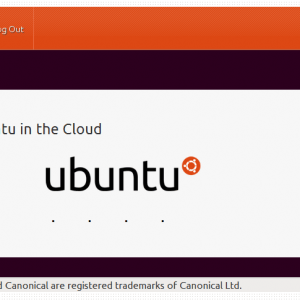 g Out
tu in the Cloud
ubuntu
d Canonical are registered trademarks of Canonical Ltd.